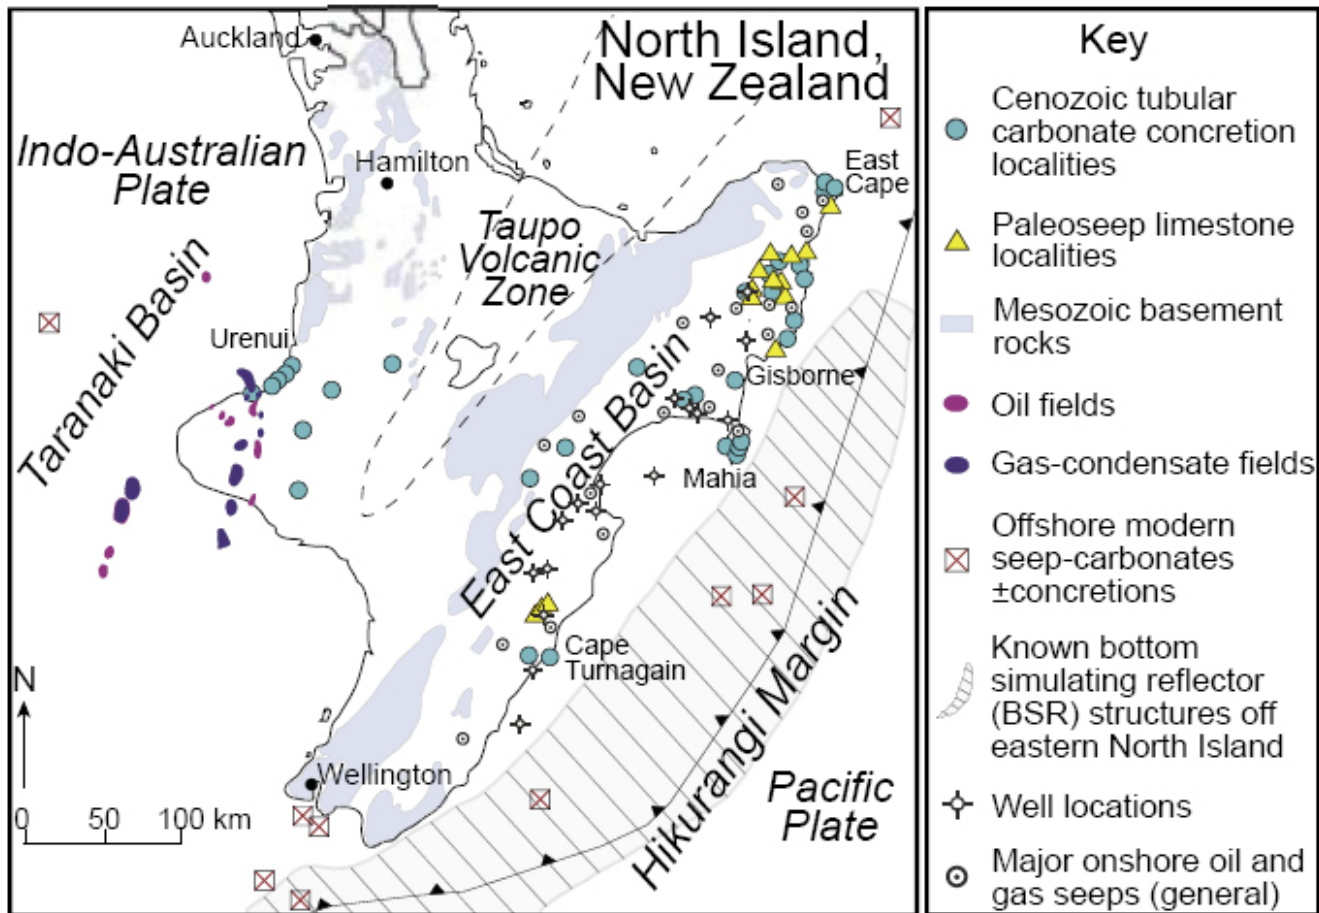 North Island,
New Zealand
Auckland
Indo-Australian
Plate
Hamilton
East
Cape
Taupo
Volcanic
Zone
Taranaki Basin
Urenui
East Coast Basin
Gisborne
Mahia
Cape
Turnagain
Hikurangi Margin
Pacific
Plate
Wellington
N
0 50 100 km
Key
Cenozoic tubular
carbonate concretion
localities
Paleoseep limestone
localities
Mesozoic basement
rocks
Oil fields
Gas-condensate fields
Offshore modern
seep-carbonates
±concretions
Known bottom
simulating reflector
(BSR) structures off
eastern North Island
Well locations
Major onshore oil and
gas seeps (general)